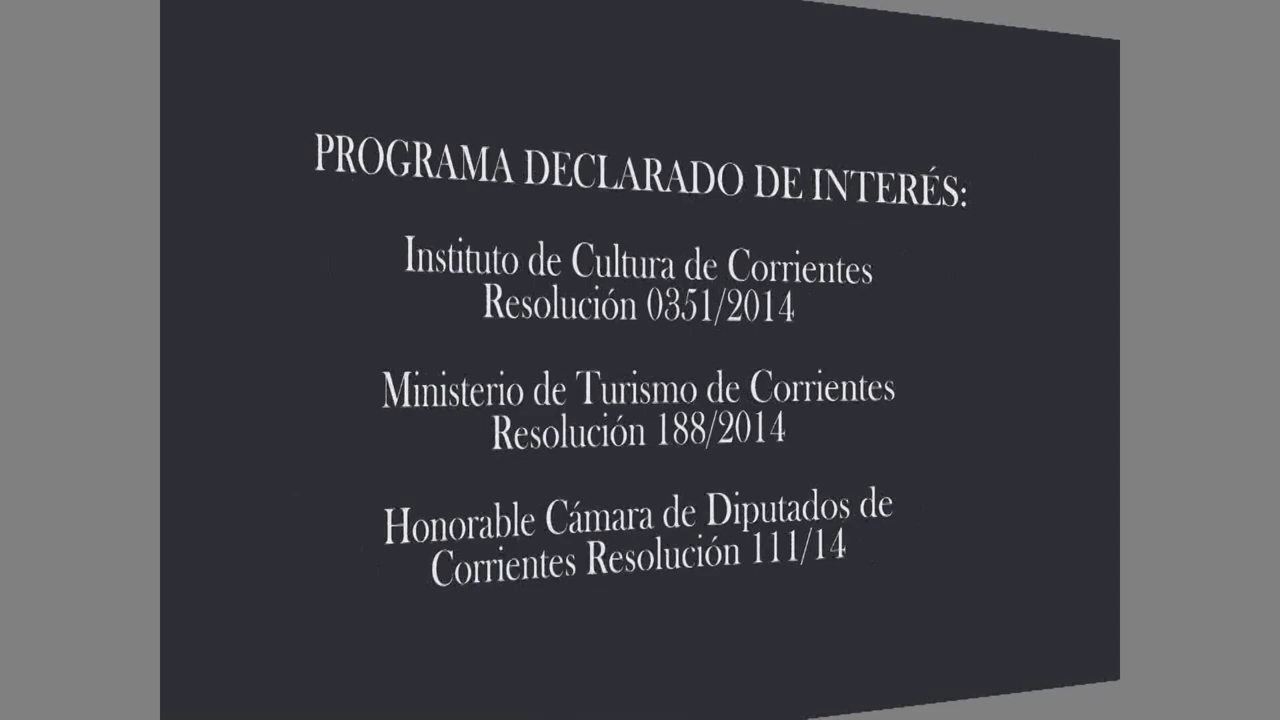 PROGRAMA DECLARADO DE INTERÉS:
Instituto de Cultura de Corrientes
Resolución 0351/2014
Ministerio de Turismo de Corrientes
Resolución 188/2014
Honorable Cámara de Diputados de
Corrientes Resolución 111/14